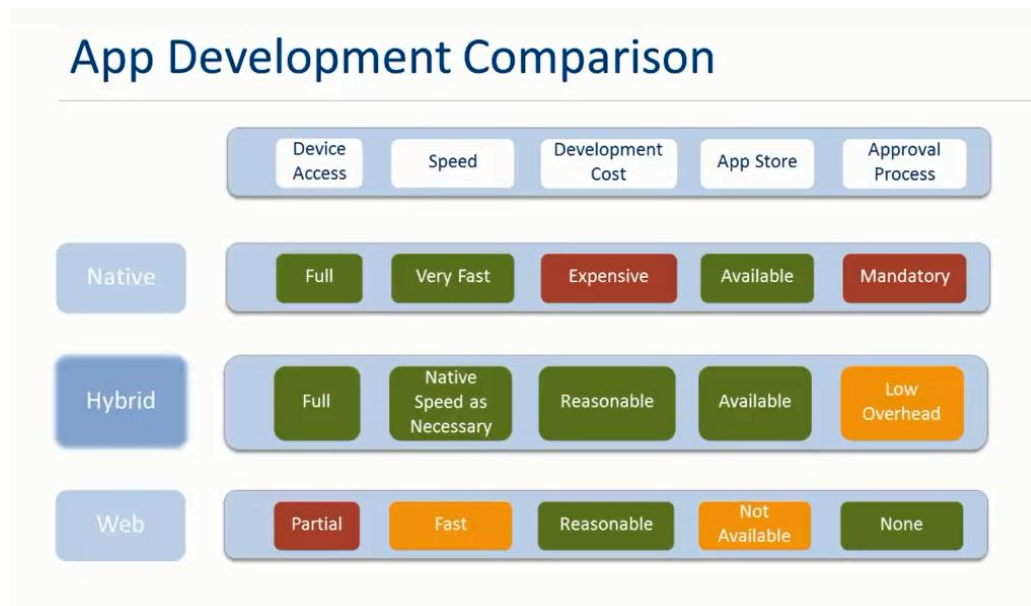 App Development Comparison
Device
Access
Speed
Development
Cost
App Store
Approval
Process
Native
Full
Very Fast
Expensive
Available
Mandatory
Hybrid
Full
Native
Speed as
Necessary
Reasonable
Available
Low
Overhead
Web
Partial
Fast
Reasonable
Not
Available
None